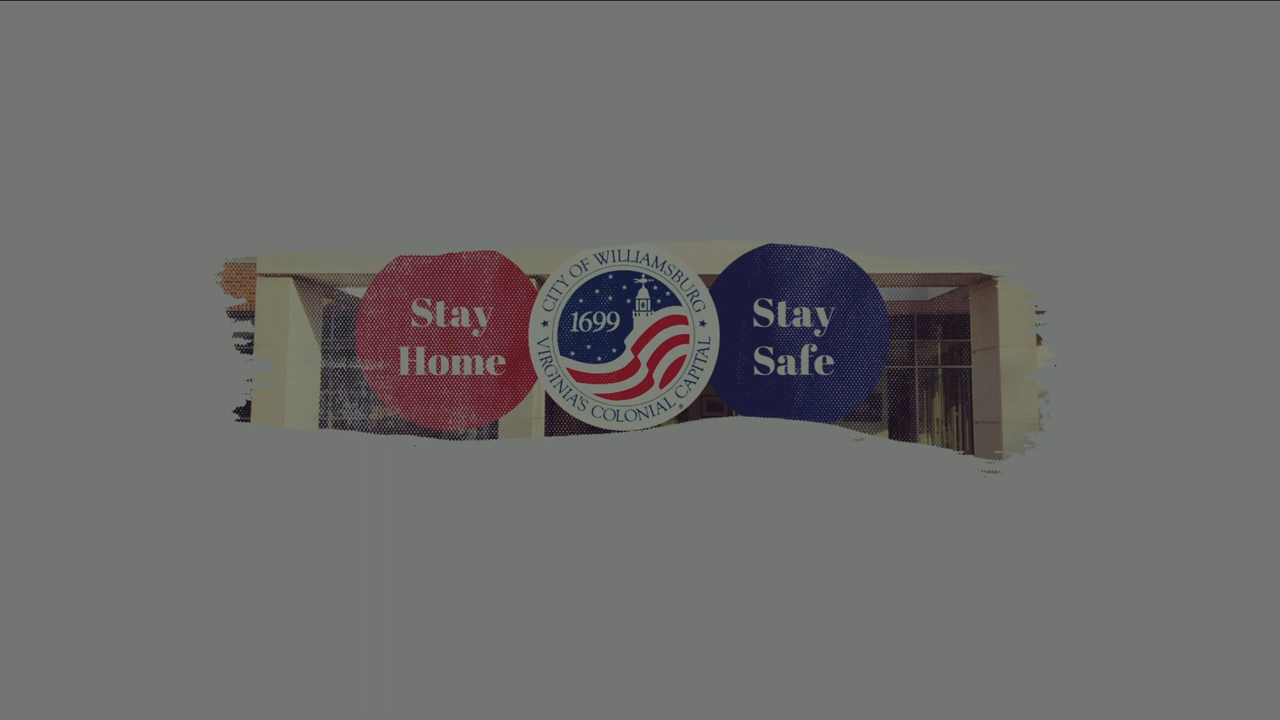 Stay
Home
CITY OF WILLIAMSBURG
1699
VIRGINIA'S COLONIAL CAPITAL
®
Stay
Safe